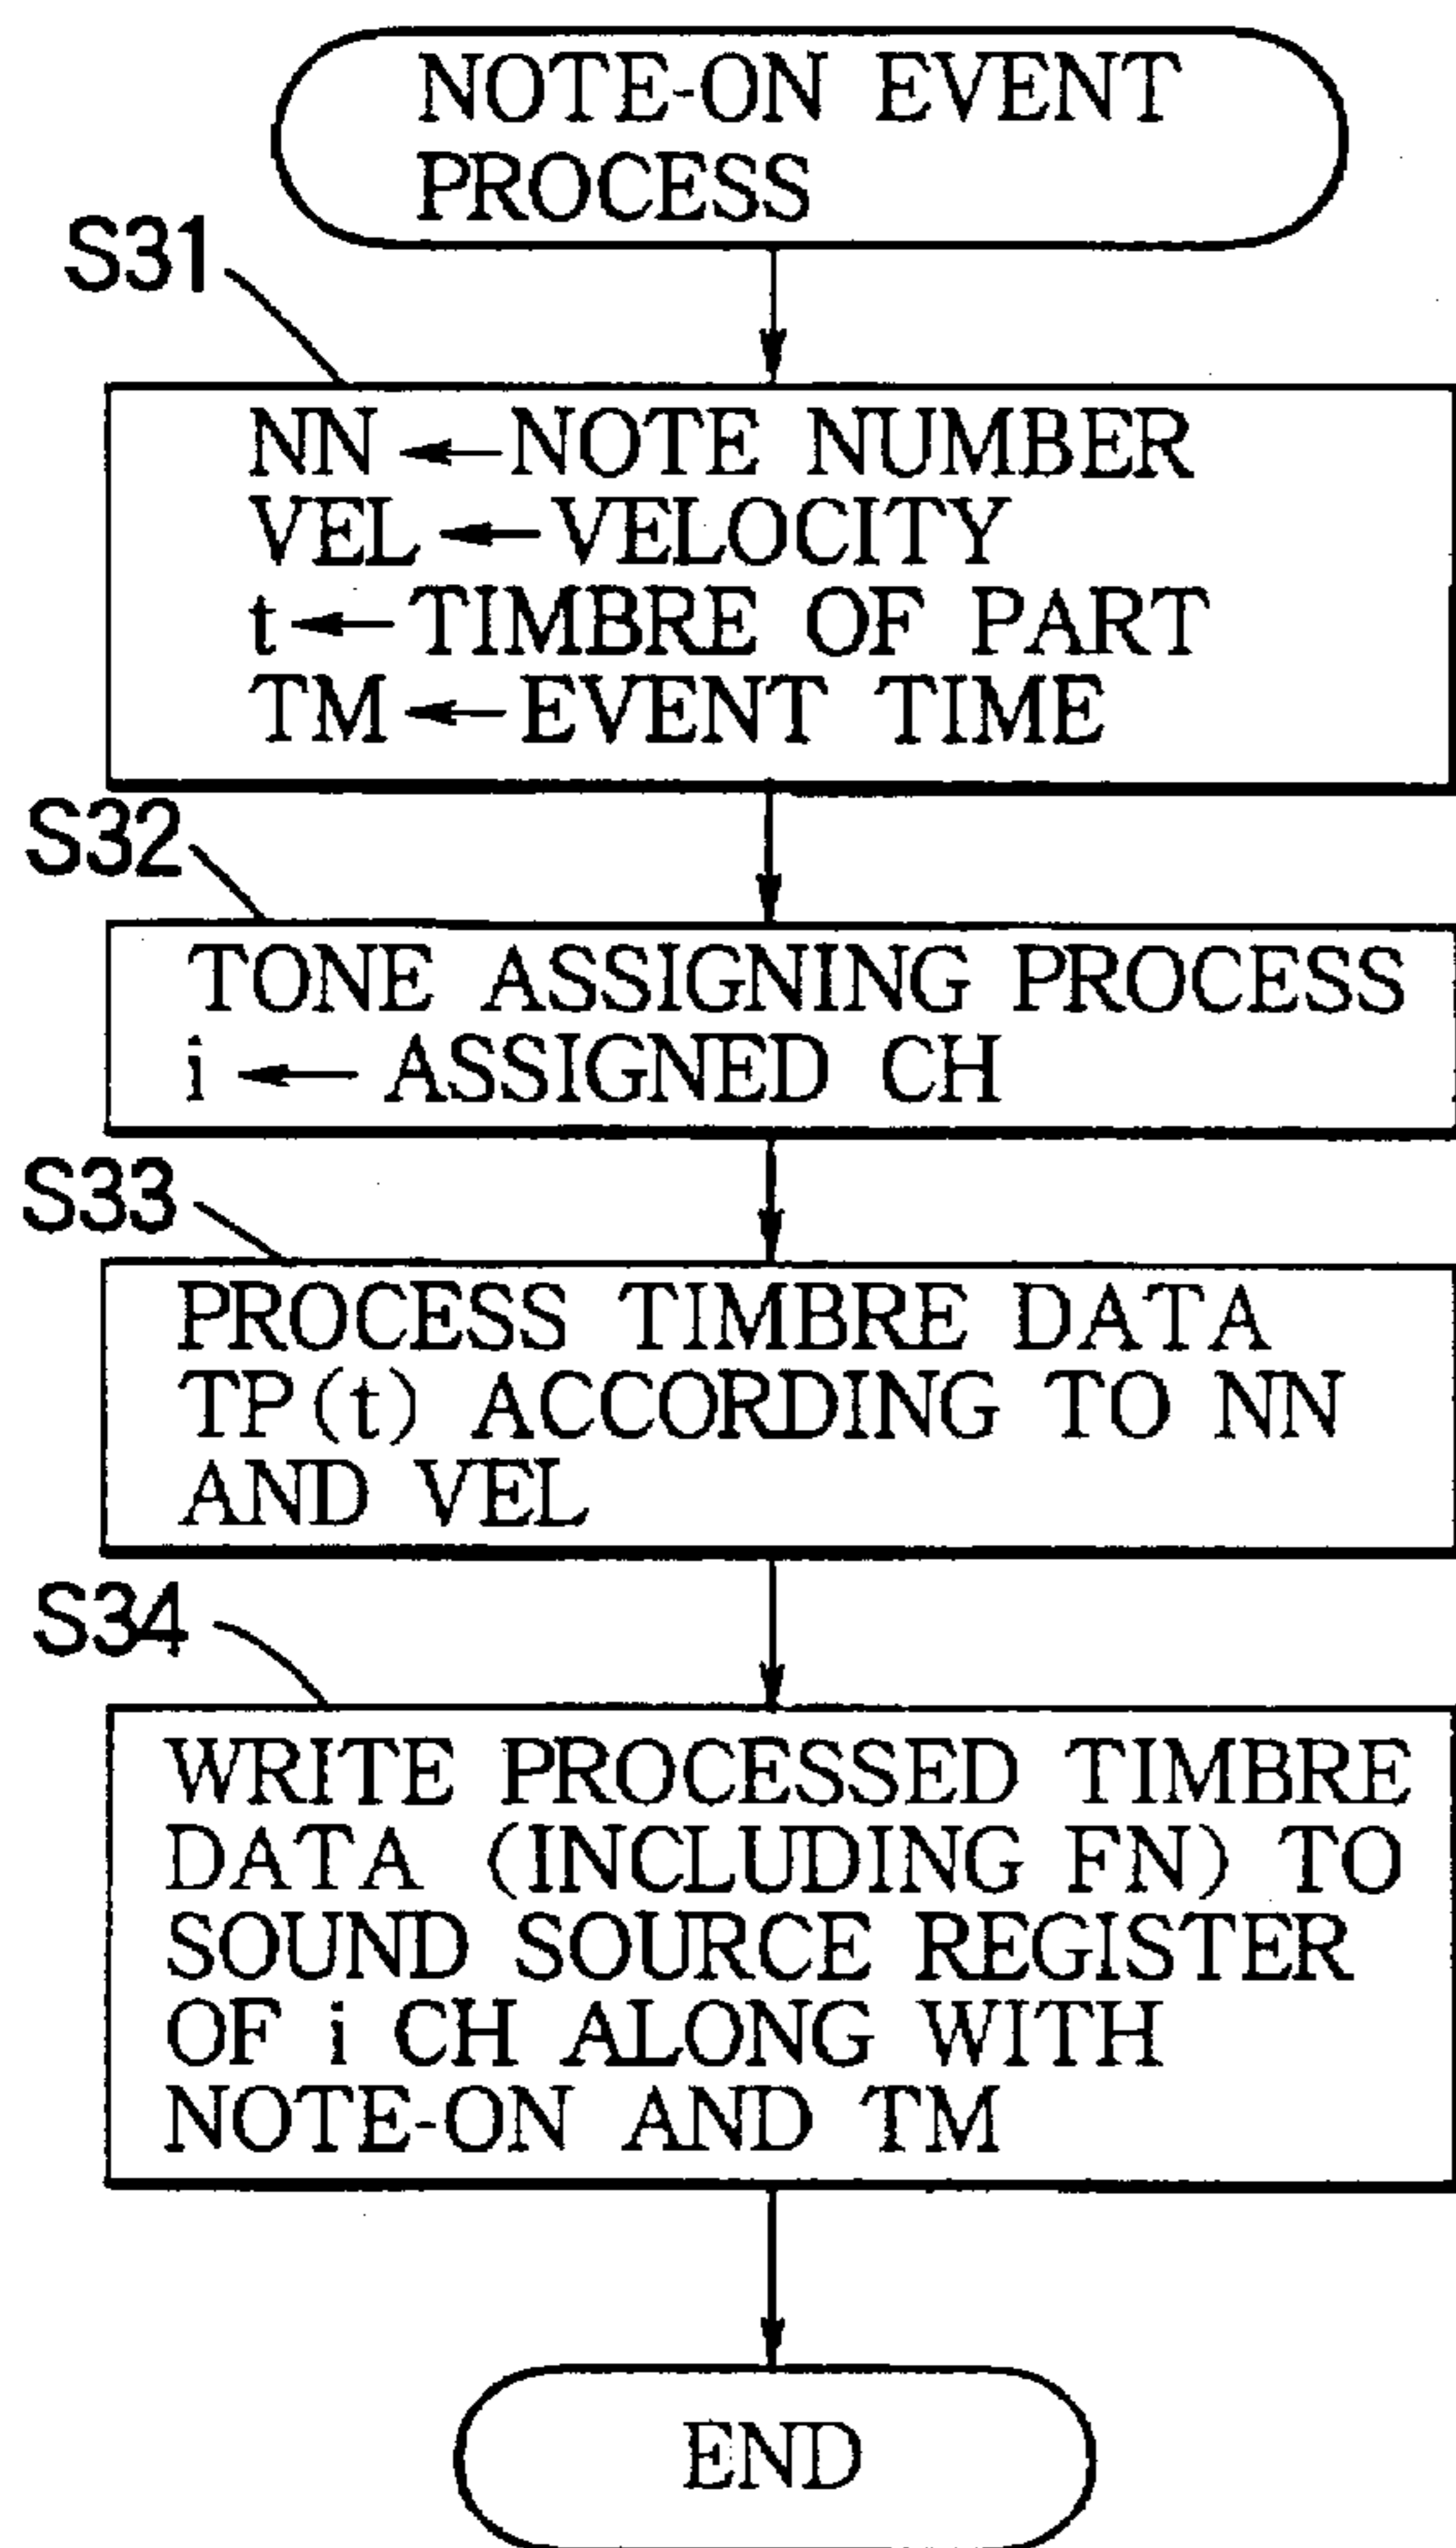 NOTE-ON EVENT
PROCESS
S31
NN ← NOTE NUMBER
VEL ← VELOCITY
t ← TIMBRE OF PART
TM ← EVENT TIME
S32
TONE ASSIGNING PROCESS
i ← ASSIGNED CH
S33
PROCESS TIMBRE DATA
TP(t) ACCORDING TO NN
AND VEL
S34
WRITE PROCESSED TIMBRE
DATA (INCLUDING FN) TO
SOUND SOURCE REGISTER
OF i CH ALONG WITH
NOTE-ON AND TM
END